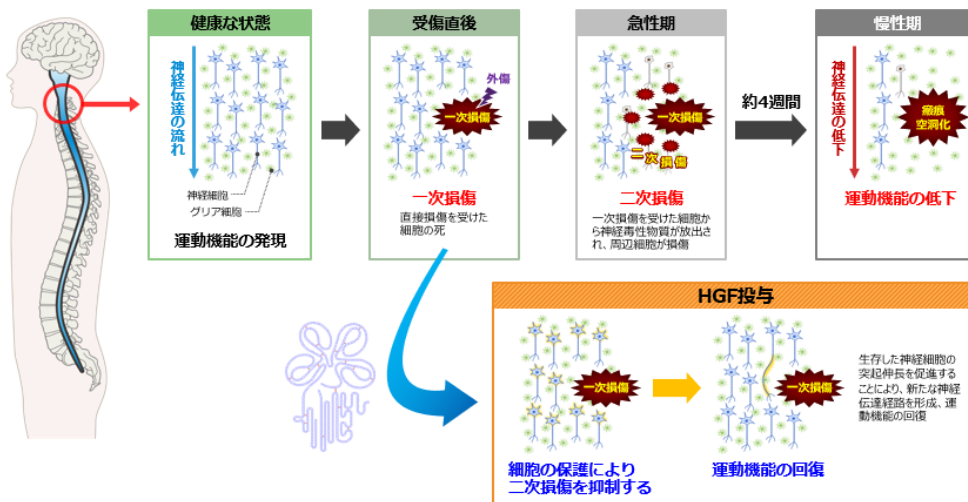 健康な状態
神経伝達の流れ
神経細胞
グリア細胞
運動機能の発現
受傷直後
外傷
一次損傷
一次損傷
直接損傷を受けた
細胞の死
急性期
一次損傷
二次損傷
二次損傷
一次損傷を受けた細胞か
ら神経毒性物質が放出さ
れ、周辺細胞が損傷
約4週間
慢性期
神経伝達の低下
瘢痕
空洞化
運動機能の低下
HGF投与
一次損傷
細胞の保護により
二次損傷を抑制する
一次損傷
運動機能の回復
生存した神経細胞の
突起伸長を促進する
ことにより、新たな神経
伝達経路を形成、運
動機能の回復